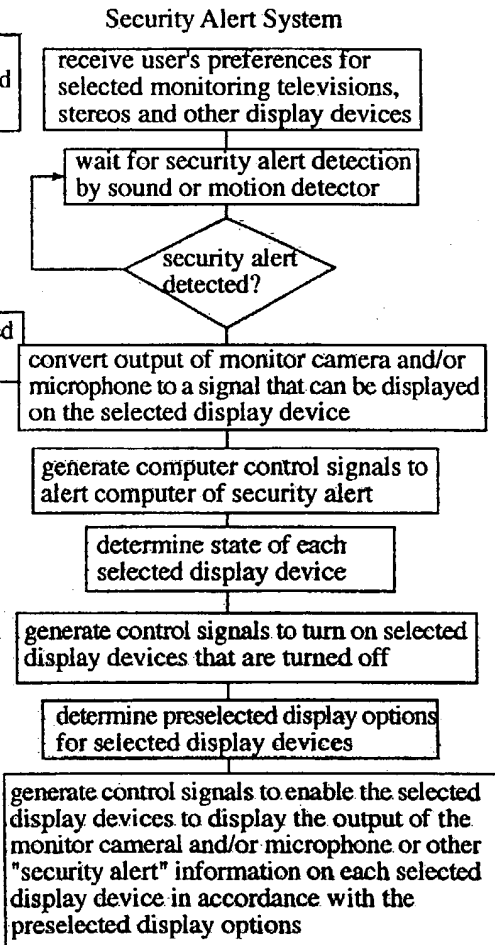 Security Alert System
d
receive user's preferences for
selected monitoring televisions,
stereos and other display devices
wait for security alert detection
by sound or motion detector
security alert
detected?
ed
convert output of monitor camera and/or
microphone to a signal that can be displayed
on the selected display device
generate computer control signals to
alert computer of security alert
determine state of each
selected display device
generate control signals to turn on selected
display devices that are turned off
determine preselected display options
for selected display devices
generate control signals to enable the selected
display devices to display the output of the
monitor cameral and/or microphone or other
"security alert" information on each selected
display device in accordance with the
preselected display options